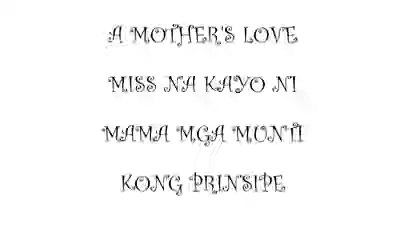 A MOTHER'S LOVE
MISS NA KAYO NI
MAMA MGA MUNTI
KONG PRINSIPE